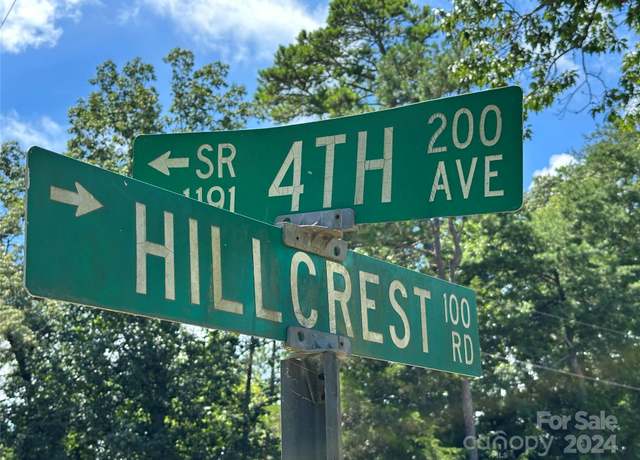 ← SR 4TH 200
1191 AVE
→ HILLCREST 100
RD
For Sale.
canopy 2024